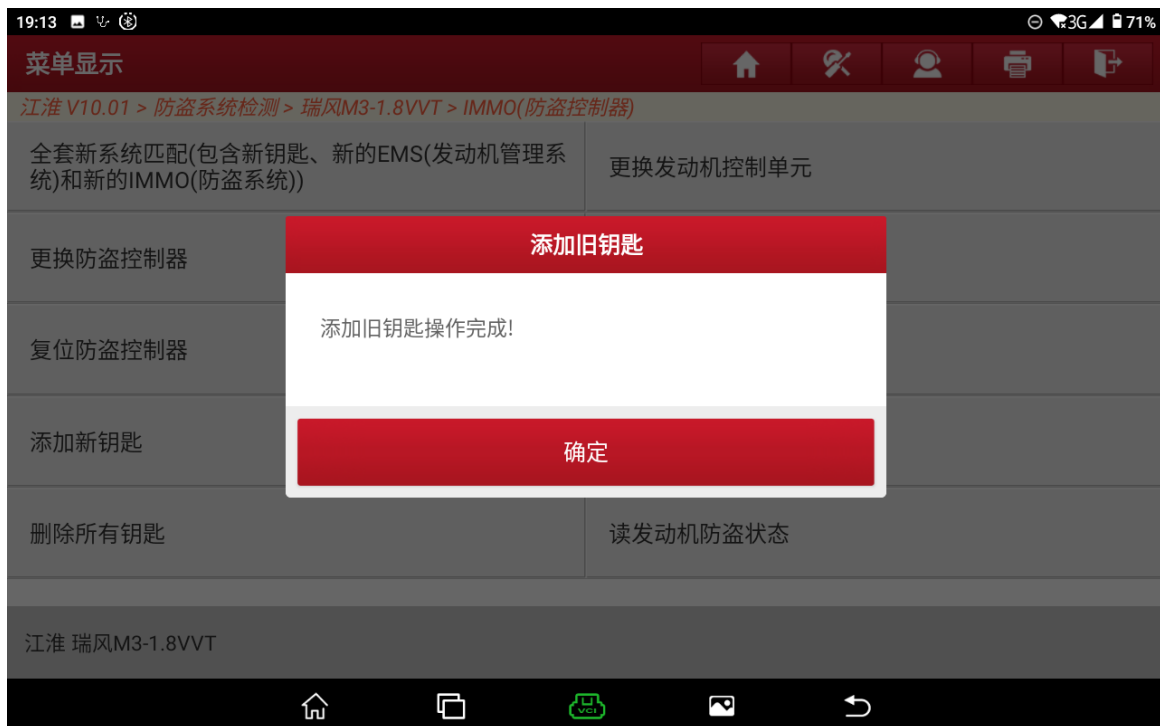 19:13 3G 71%
菜单显示
江淮 V10.01 > 防盗系统检测 > 瑞风M3-1.8VVT > IMMO(防盗控制器)
全套新系统匹配(包含新钥匙、新的EMS(发动机管理系
统)和新的IMMO(防盗系统))
更换发动机控制单元
更换防盗控制器
添加旧钥匙
添加旧钥匙操作完成!
复位防盗控制器
添加新钥匙
确定
删除所有钥匙
读发动机防盗状态
江淮 瑞风M3-1.8VVT
VCI